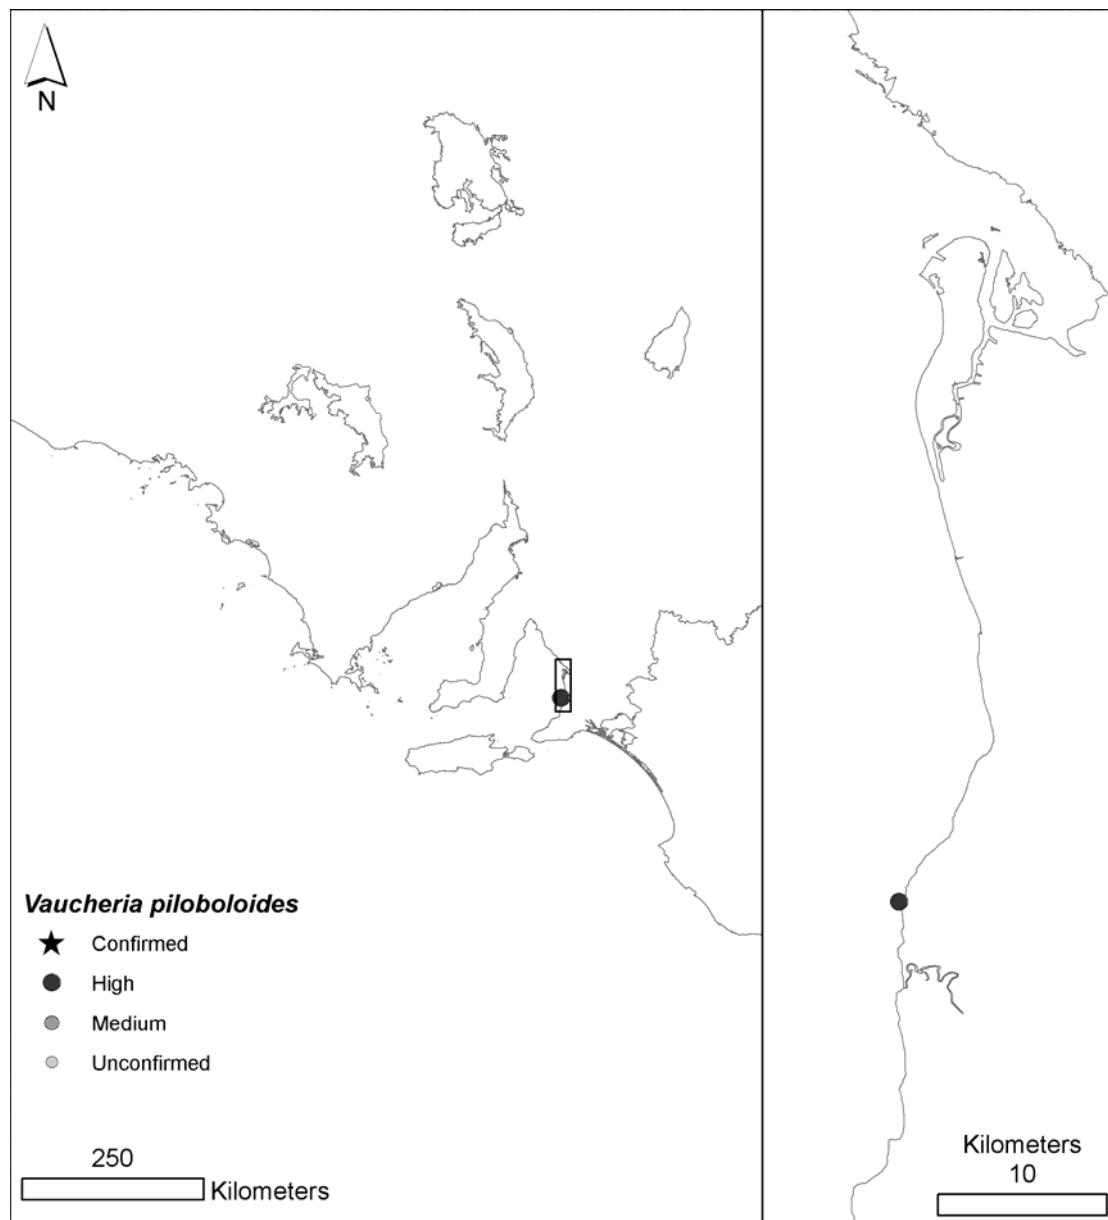 N
Vaucheria piloboloides
Confirmed
High
Medium
Unconfirmed
250
Kilometers
Kilometers
10